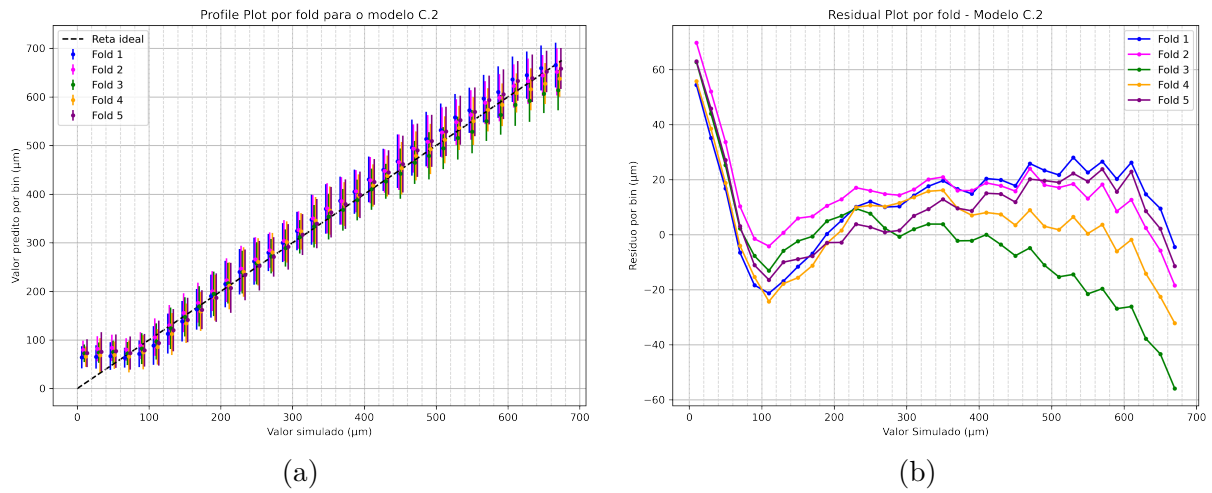 Profile Plot por fold para o modelo C.2
Valor predito por bin (μm)
700
600
500
400
300
200
100
0
Reta ideal
Fold 1
Fold 2
Fold 3
Fold 4
Fold 5
0 100 200 300 400 500 600 700
Valor simulado (μm)
(a)
Residual Plot por fold - Modelo C.2
Resíduo por bin (μm)
60
40
20
0
−20
−40
−60
Fold 1
Fold 2
Fold 3
Fold 4
Fold 5
0 100 200 300 400 500 600 700
Valor Simulado (μm)
(b)